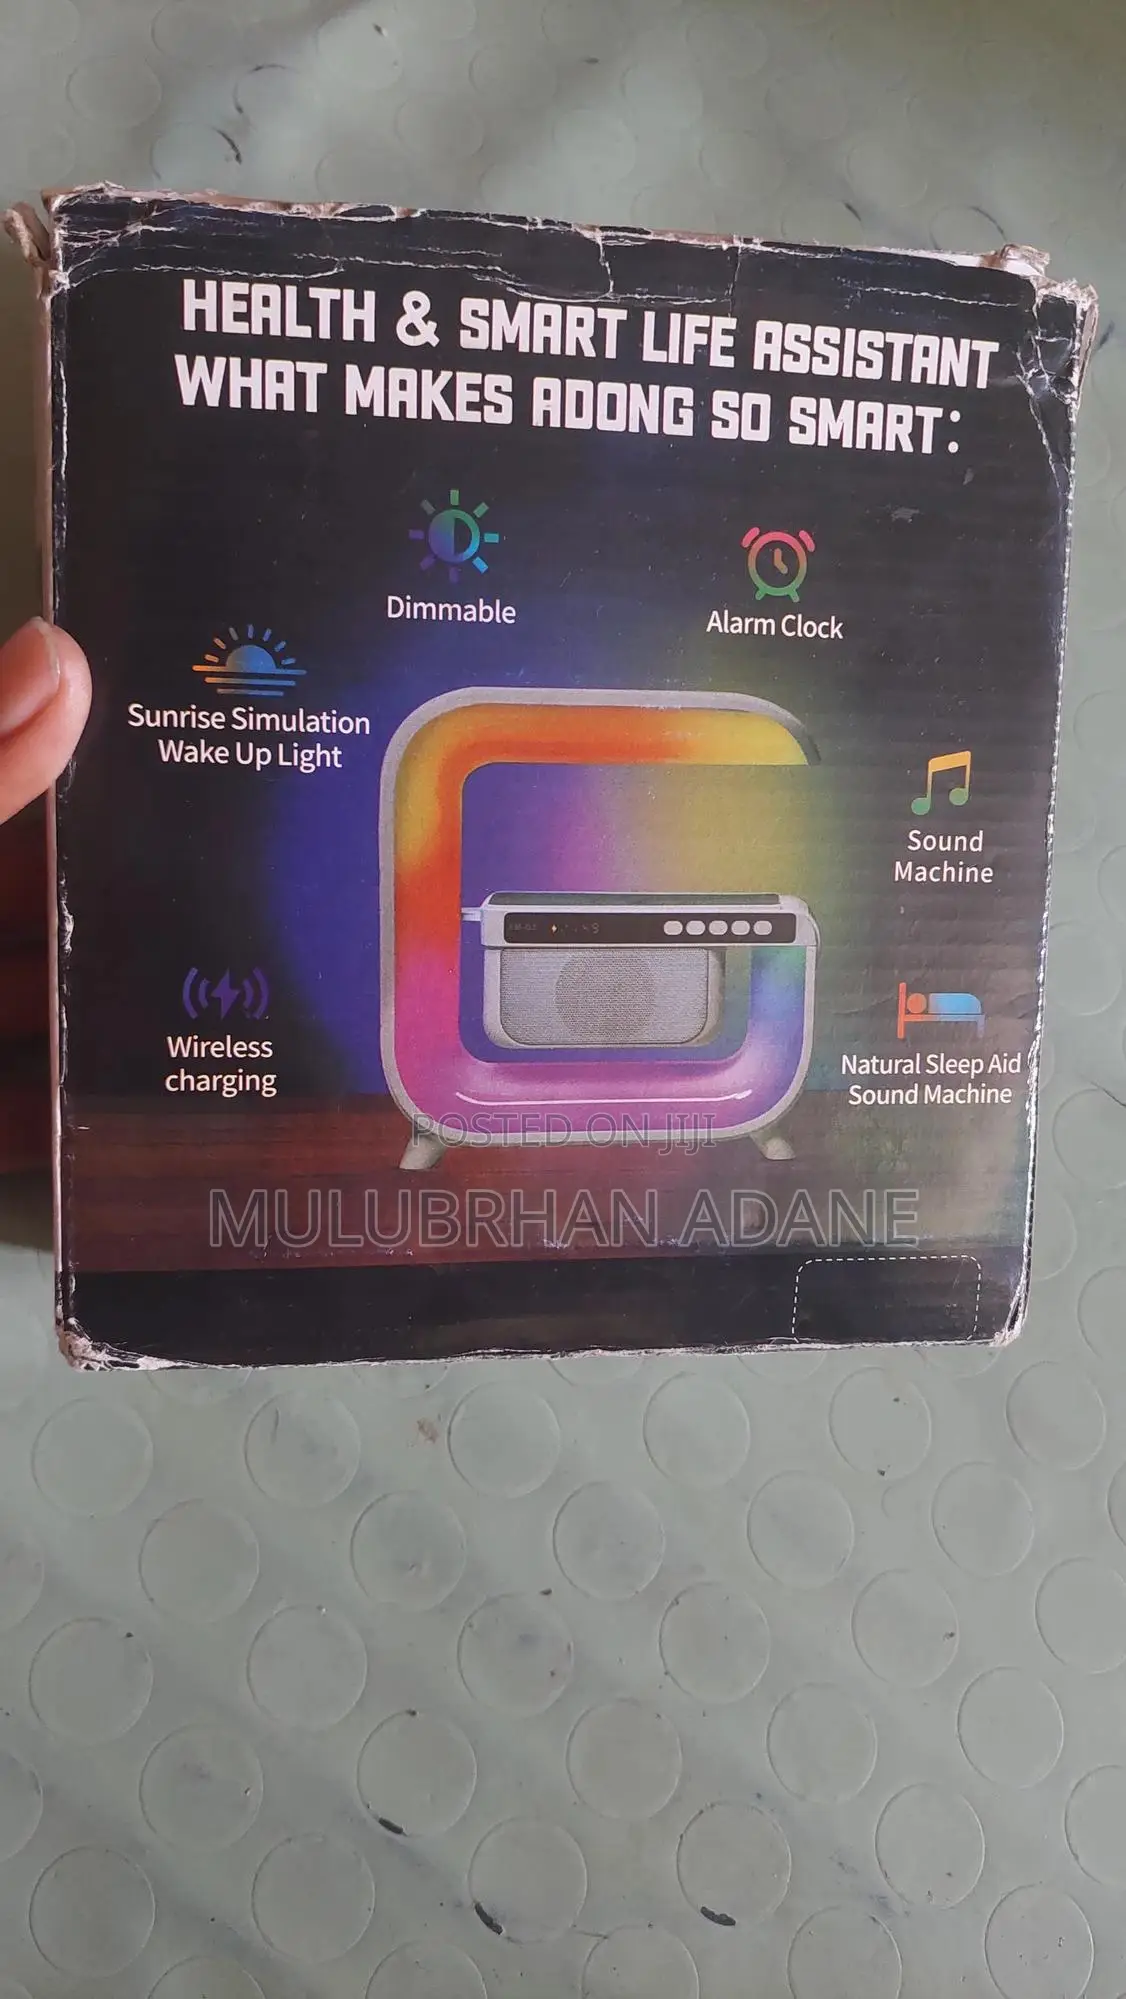 HEALTH & SMART LIFE ASSISTANT
WHAT MAKES ADONG SO SMART:
Dimmable
Alarm Clock
Sunrise Simulation
Wake Up Light
Sound
Machine
Wireless
charging
Natural Sleep Aid
Sound Machine
POSTED ON JIJI
MULUBRHAN ADANE